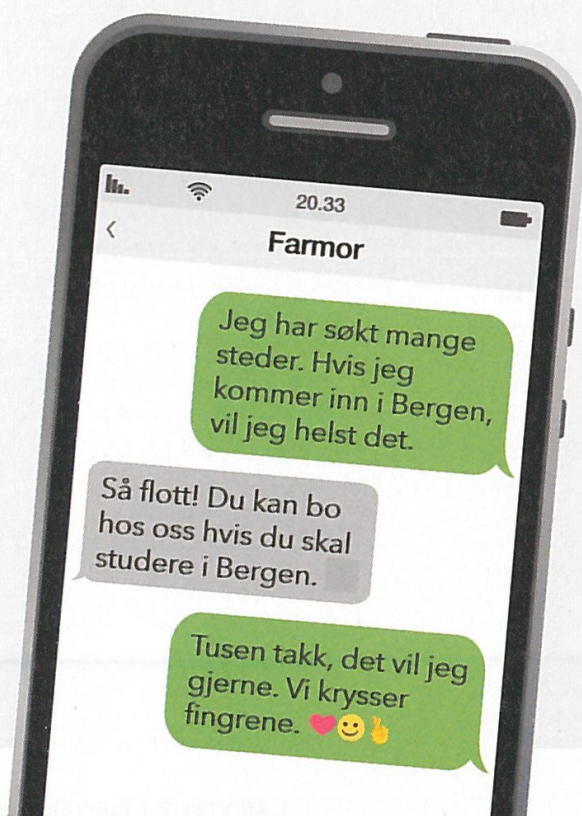 20.33
Farmor
Jeg har søkt mange
steder. Hvis jeg
kommer inn i Bergen,
vil jeg helst det.
Så flott! Du kan bo
hos oss hvis du skal
studere i Bergen.
Tusen takk, det vil jeg
gjerne. Vi krysser
fingrene. ❤️🙂🤞